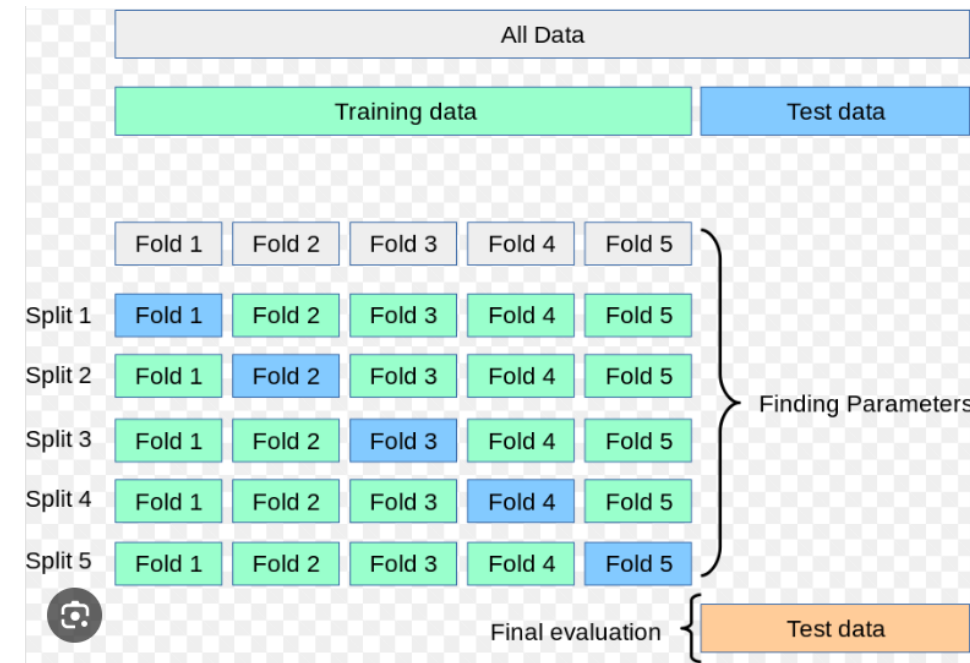 All Data
Training data Test data
Fold 1 Fold 2 Fold 3 Fold 4 Fold 5
Split 1 Fold 1 Fold 2 Fold 3 Fold 4 Fold 5
Split 2 Fold 1 Fold 2 Fold 3 Fold 4 Fold 5
Finding Parameters
Split 3 Fold 1 Fold 2 Fold 3 Fold 4 Fold 5
Split 4 Fold 1 Fold 2 Fold 3 Fold 4 Fold 5
Split 5 Fold 1 Fold 2 Fold 3 Fold 4 Fold 5
Final evaluation Test data